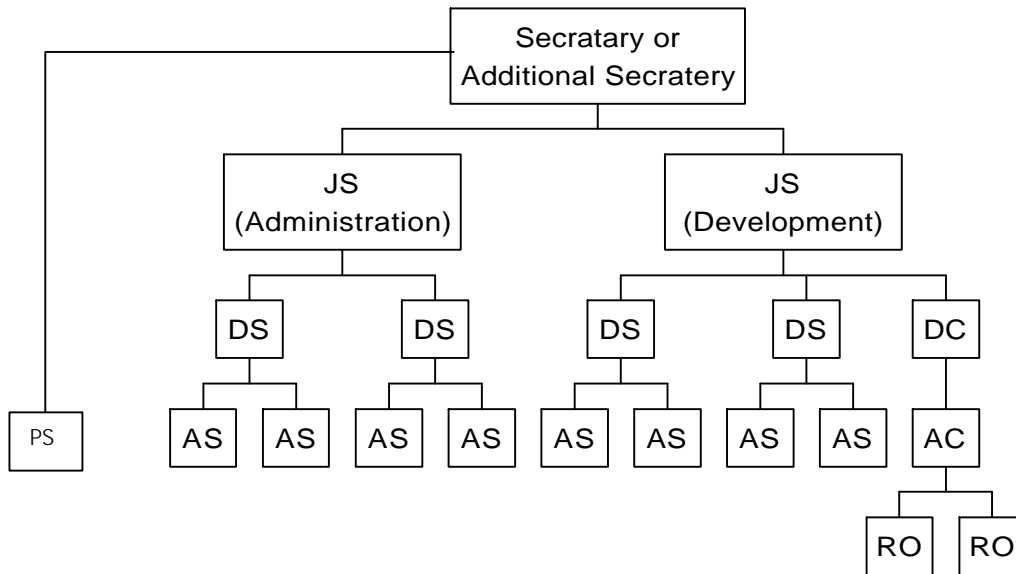 Secratary or
Additional Secratery
JS
(Administration)
JS
(Development)
DS
DS
DS
DS
DC
PS
AS
AS
AS
AS
AS
AS
AS
AS
AC
RO
RO